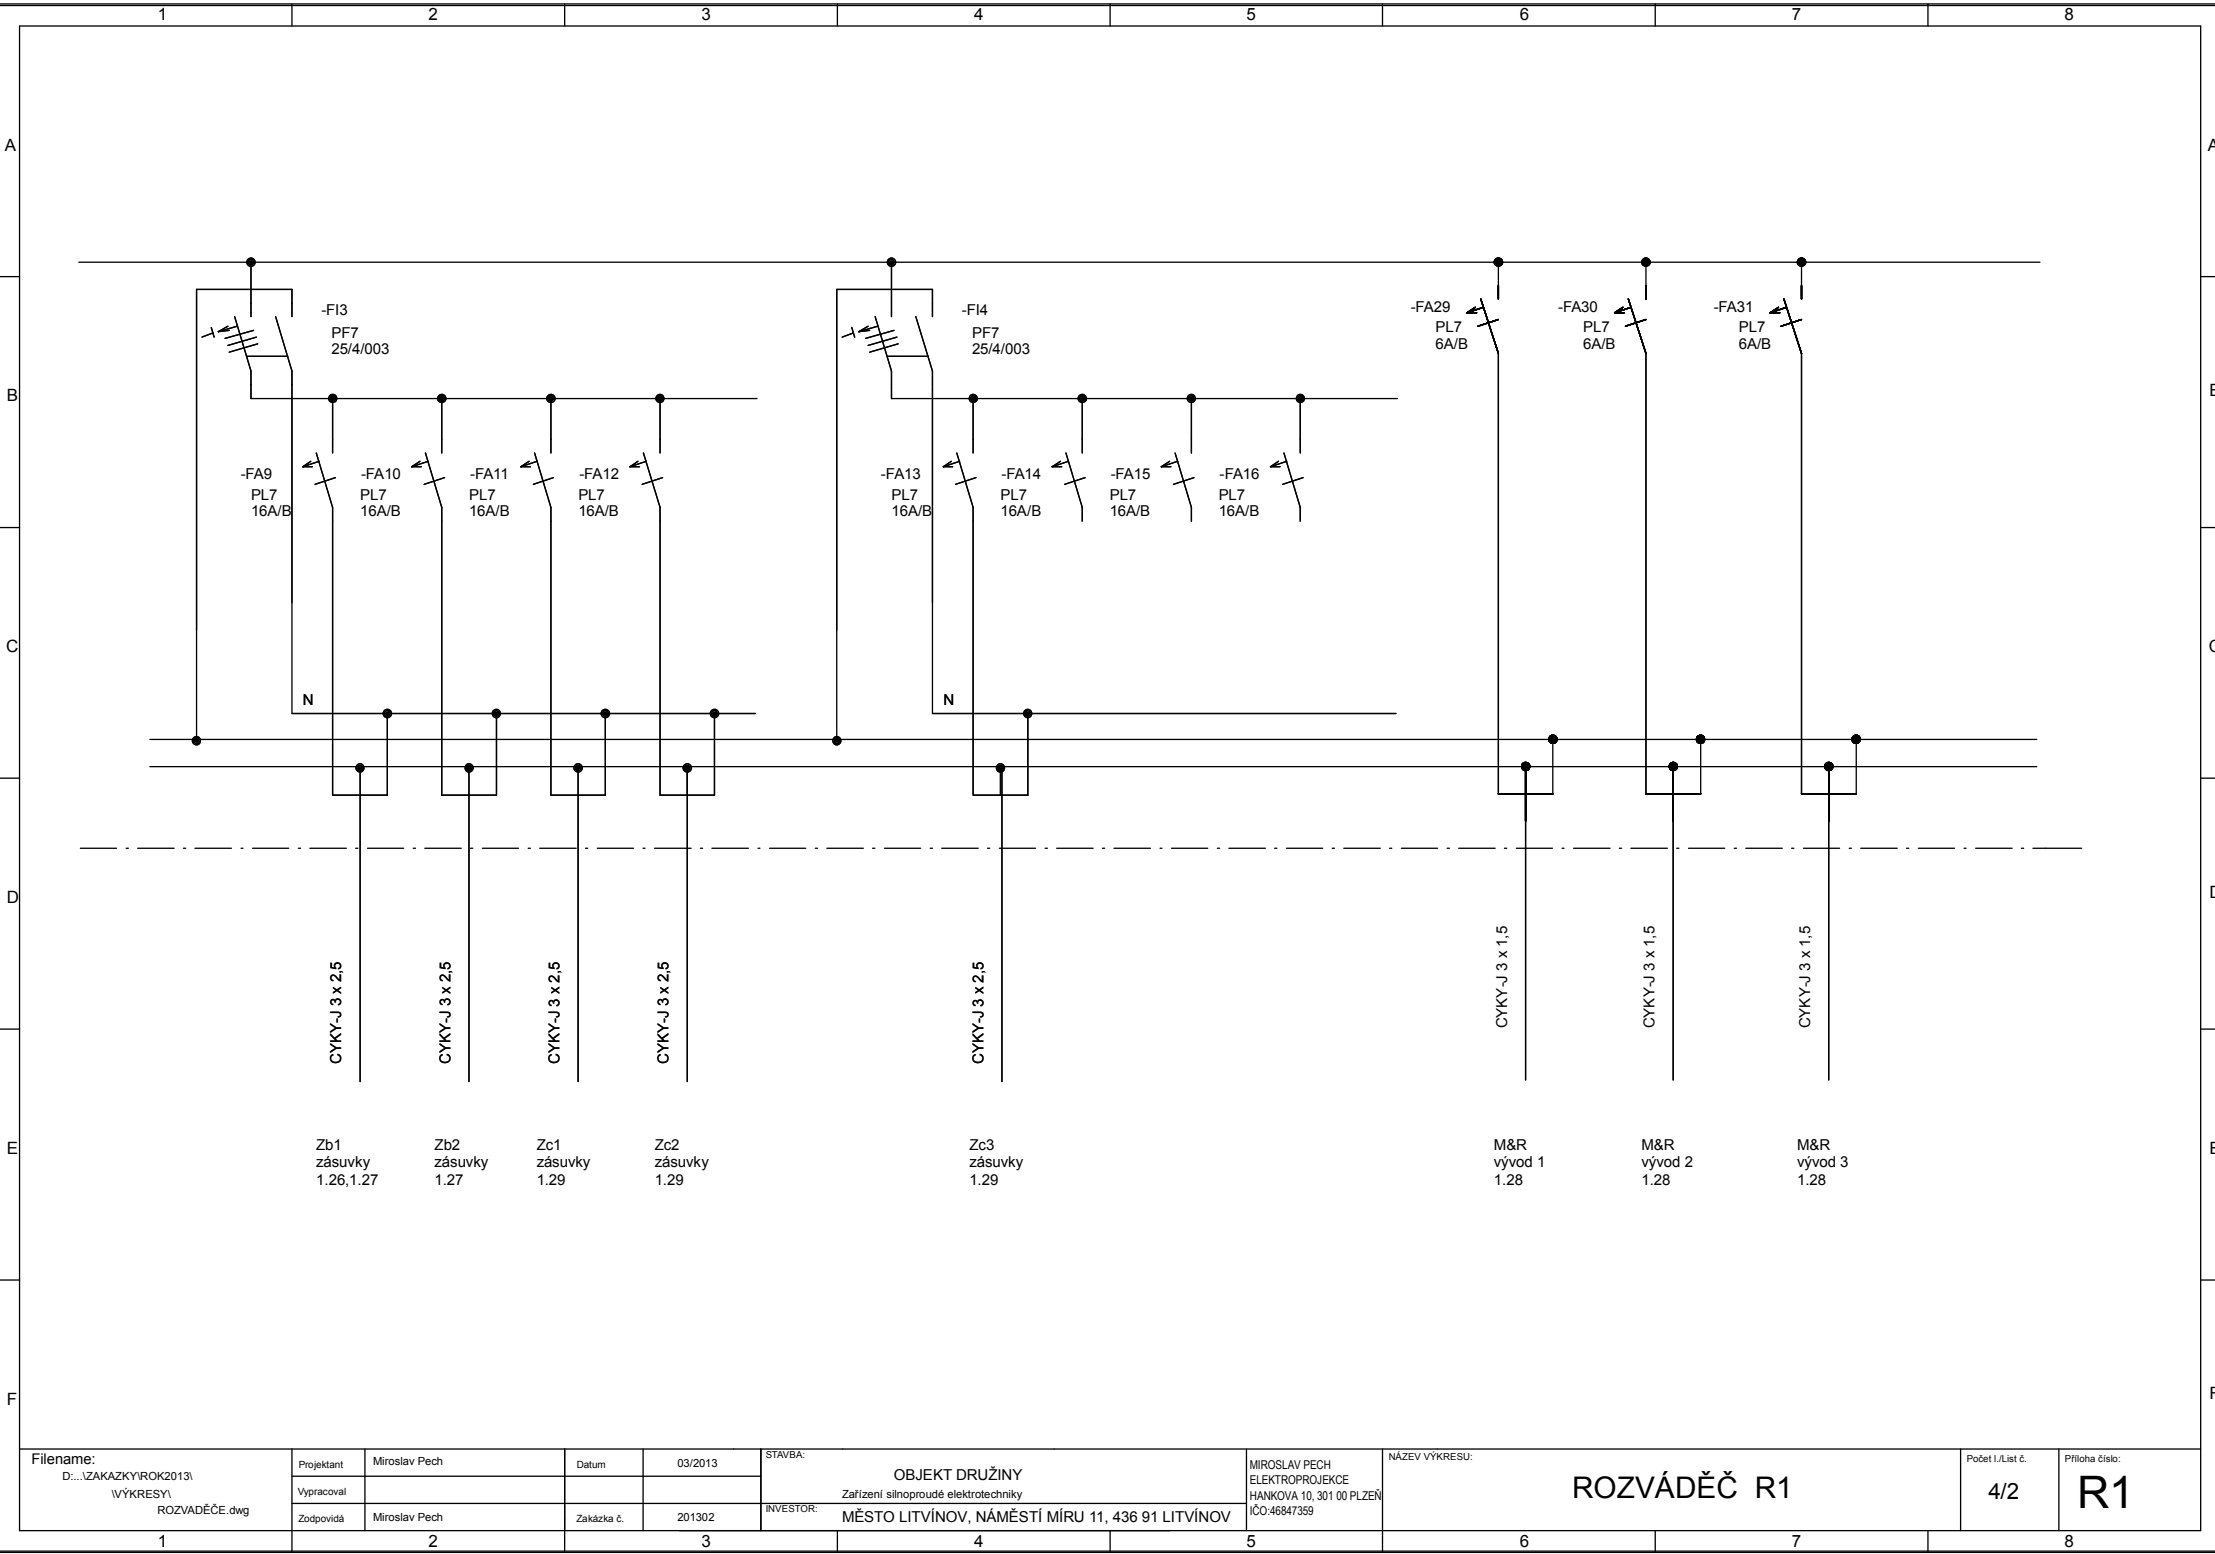 1 2 3 4 5 6 7 8
A
-FI3
PF7
25/4/003
-FI4
PF7
25/4/003
-FA29
PL7
6A/B
-FA30
PL7
6A/B
-FA31
PL7
6A/B
B
-FA9
PL7
16A/B
-FA10
PL7
16A/B
-FA11
PL7
16A/B
-FA12
PL7
16A/B
-FA13
PL7
16A/B
-FA14
PL7
16A/B
-FA15
PL7
16A/B
-FA16
PL7
16A/B
C
N
N
D
CYKY-J 3 x 2,5
CYKY-J 3 x 2,5
CYKY-J 3 x 2,5
CYKY-J 3 x 2,5
CYKY-J 3 x 2,5
CYKY-J 3 x 1,5
CYKY-J 3 x 1,5
CYKY-J 3 x 1,5
E
Zb1
zásuvky
1.26,1.27
Zb2
zásuvky
1.27
Zc1
zásuvky
1.29
Zc2
zásuvky
1.29
Zc3
zásuvky
1.29
M&R
vývod 1
1.28
M&R
vývod 2
1.28
M&R
vývod 3
1.28
F
Filename:
D:...\ZAKAZKY\ROK2013\
\VÝKRESY\
ROZVADĚČE.dwg
Projektant Miroslav Pech
Vypracoval
Zodpovídá Miroslav Pech
Datum 03/2013
Zakázka č. 201302
STAVBA:
OBJEKT DRUŽINY
Zařízení silnoproudé elektrotechniky
INVESTOR:
MĚSTO LITVÍNOV, NÁMĚSTÍ MÍRU 11, 436 91 LITVÍNOV
MIROSLAV PECH
ELEKTROPROJEKCE
HANKOVA 10, 301 00 PLZEŇ
IČO:46847359
NÁZEV VÝKRESU:
ROZVÁDĚČ R1
Počet l./List č.
4/2
Příloha číslo:
R1
1 2 3 4 5 6 7 8